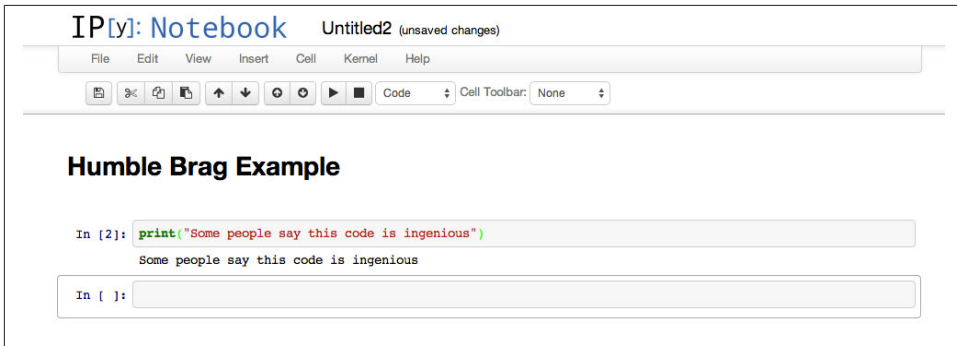 IP[y]: Notebook Untitled2 (unsaved changes)
File Edit View Insert Cell Kernel Help
Code Cell Toolbar: None
Humble Brag Example
In [2]: print("Some people say this code is ingenious")
Some people say this code is ingenious
In [ ]: